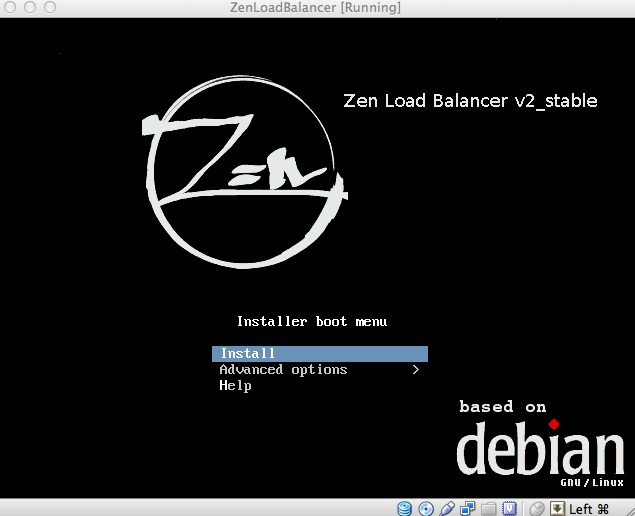 ZenLoadBalancer [Running]
Zen Load Balancer v2_stable
Zen
Installer boot menu
Install
Advanced options >
Help
based on
debian
GNU/Linux
Left ⌘